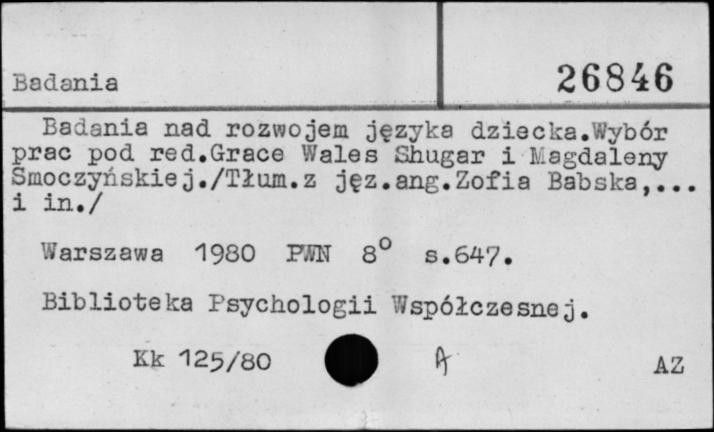 Badania
26846
Badania nad rozwojem języka dziecka.Wybór
prac pod red.Grace Wales Shugar i Magdaleny
Smoczyńskiej./Tłum.z jęz.ang.Zofia Babska,...
i in./
Warszawa 1980 PWN 8° s.647.
Biblioteka Psychologii Współczesnej.
Kk 125/80 A AZ